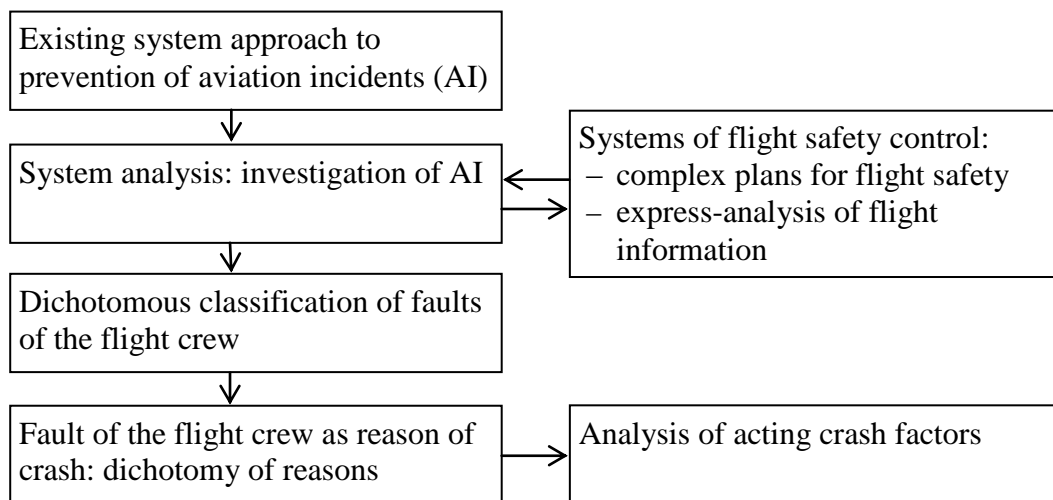 Existing system approach to
prevention of aviation incidents (AI)
System analysis: investigation of AI
Systems of flight safety control:
– complex plans for flight safety
– express-analysis of flight
information
Dichotomous classification of faults
of the flight crew
Fault of the flight crew as reason of
crash: dichotomy of reasons
Analysis of acting crash factors